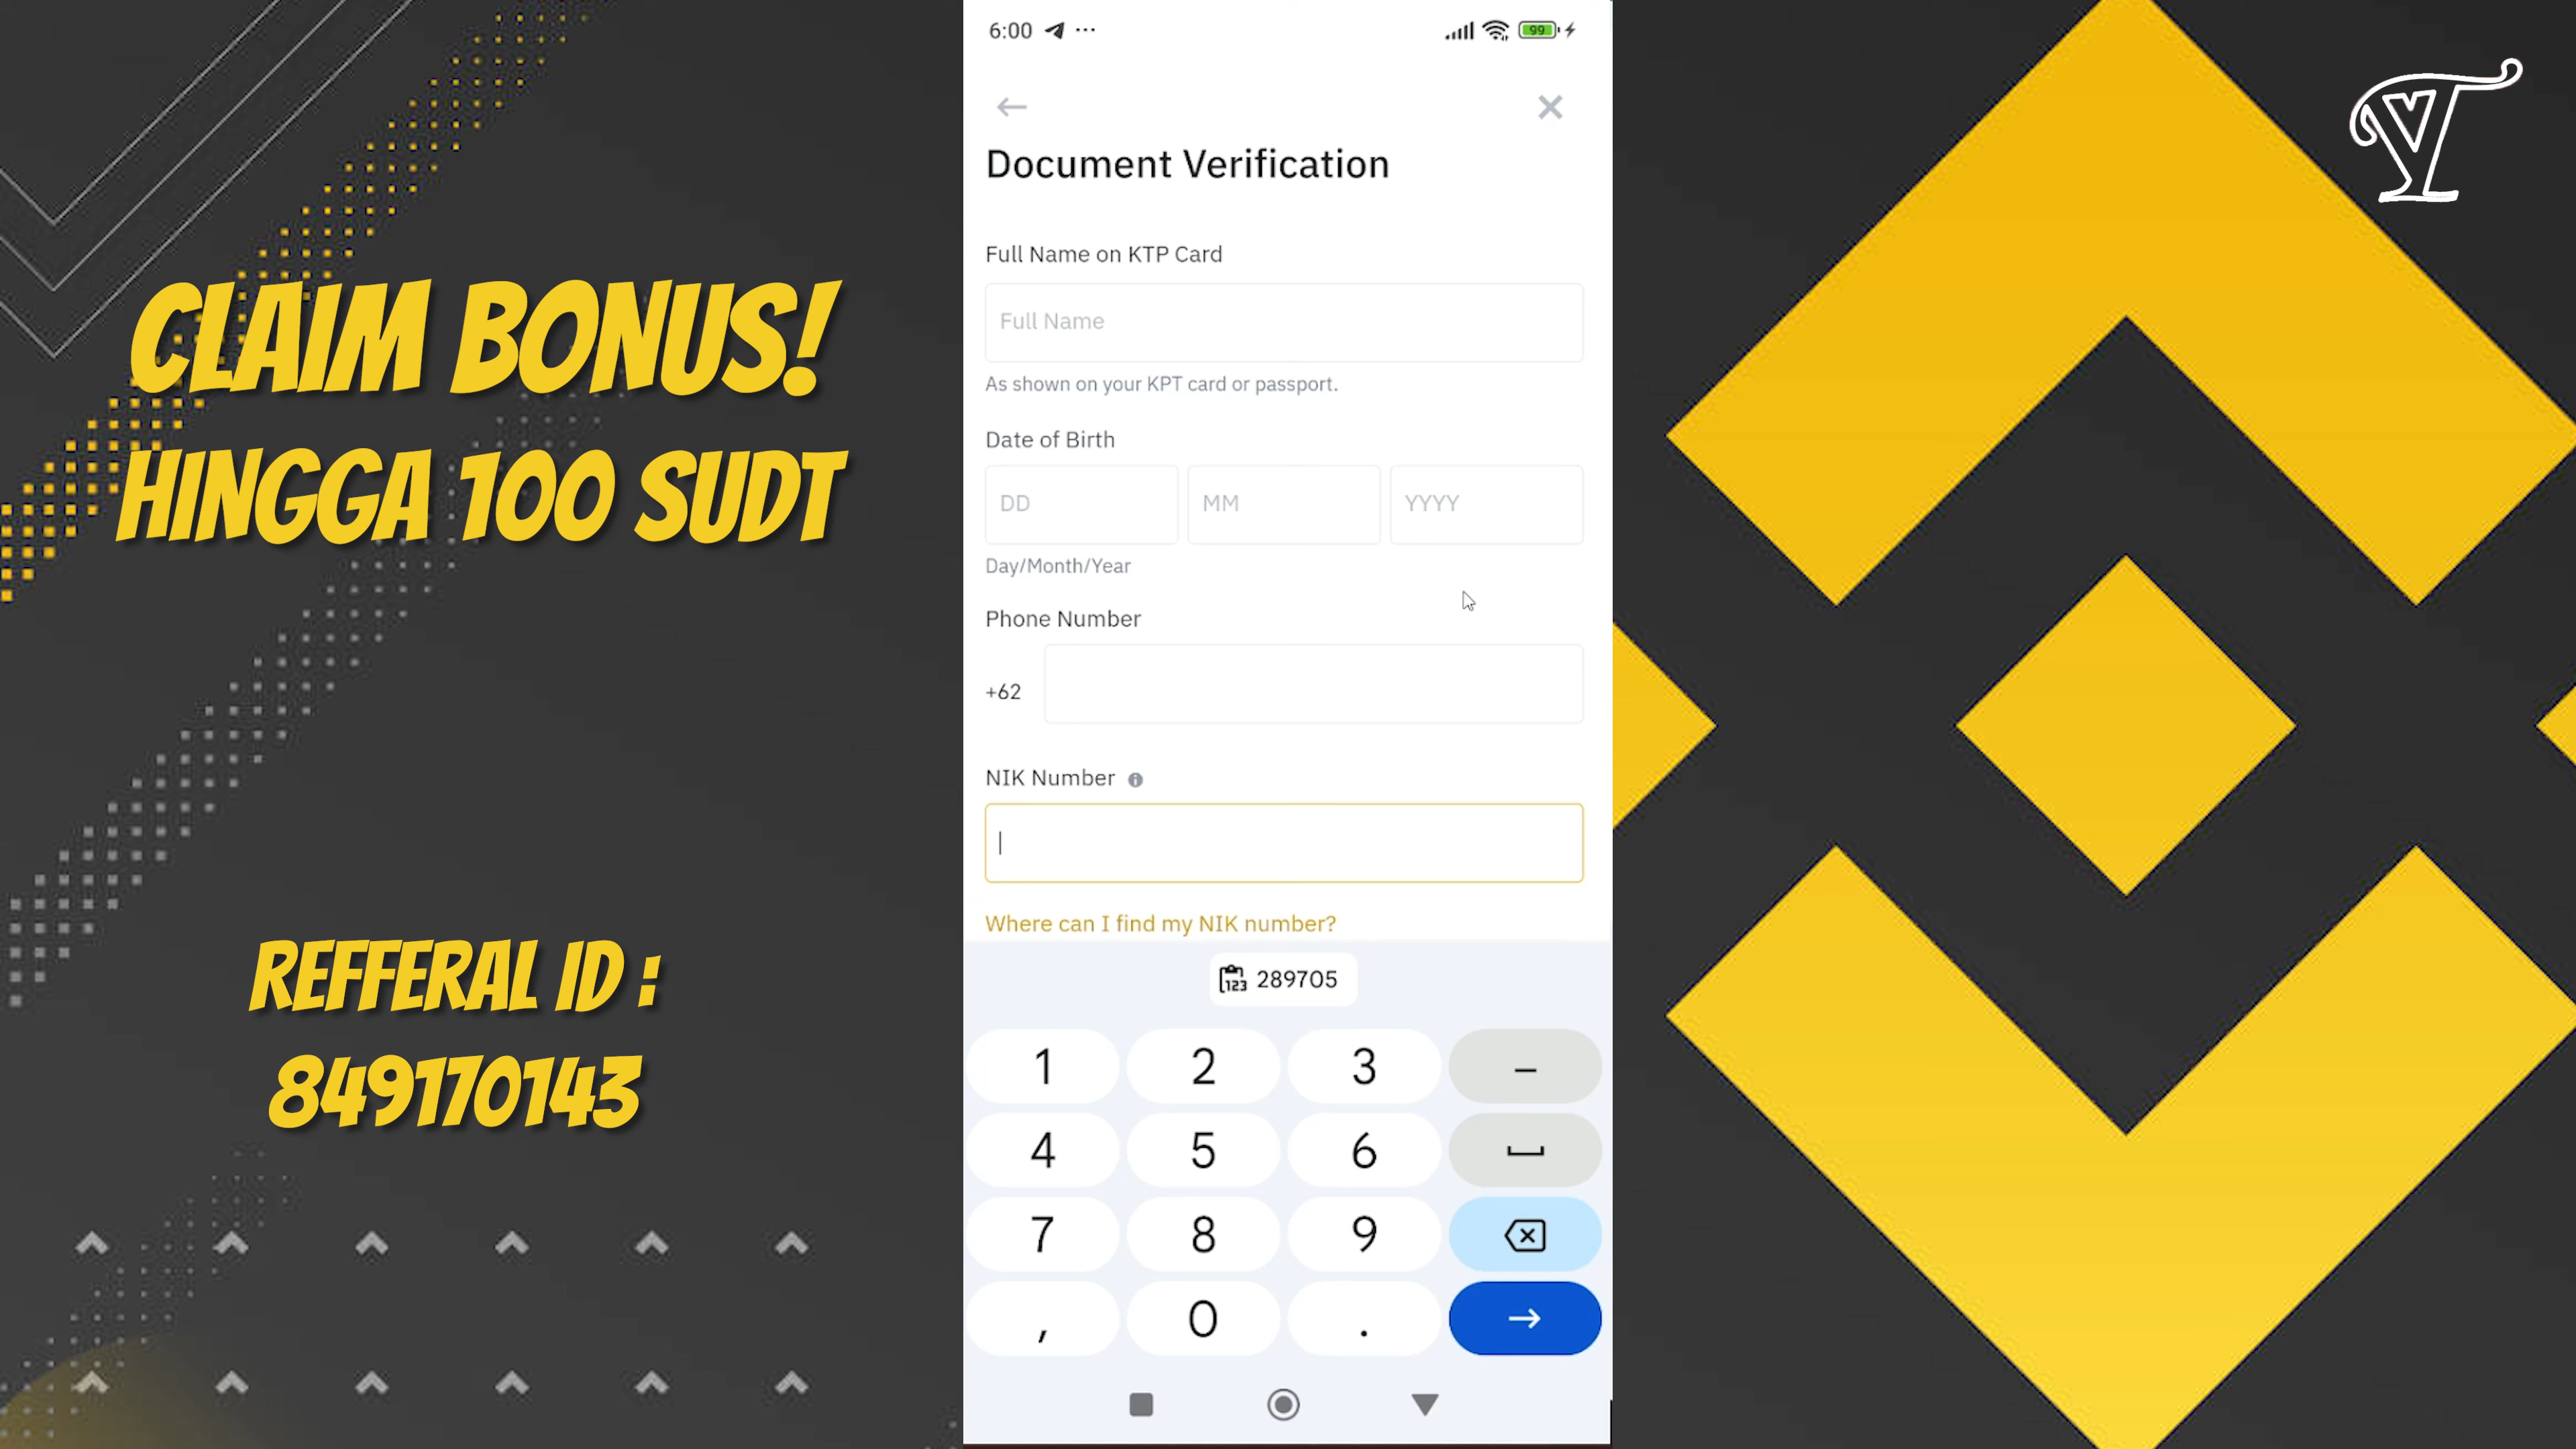 CLAIM BONUS!
HINGGA 100 SUDT
REFFERAL ID :
849170143
6:00
99
Document Verification
Full Name on KTP Card
Full Name
As shown on your KPT card or passport.
Date of Birth
DD MM YYYY
Day/Month/Year
Phone Number
+62
NIK Number
Where can I find my NIK number?
123 289705
1 2 3 –
4 5 6
7 8 9
, 0 .